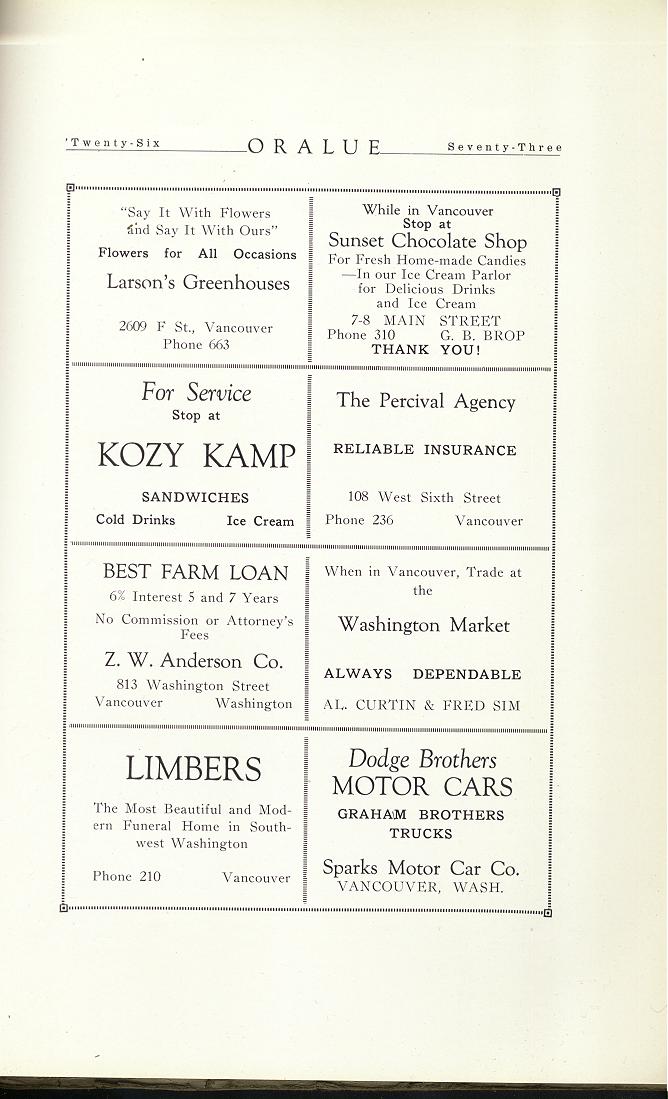 'Twenty-Six ORALUE Seventy-Three
"Say It With Flowers
and Say It With Ours"
Flowers for All Occasions
Larson's Greenhouses
2609 F St., Vancouver
Phone 663
While in Vancouver
Stop at
Sunset Chocolate Shop
For Fresh Home-made Candies
—In our Ice Cream Parlor
for Delicious Drinks
and Ice Cream
7-8 MAIN STREET
Phone 310 G. B. BROP
THANK YOU!
For Service
Stop at
KOZY KAMP
SANDWICHES
Cold Drinks Ice Cream
The Percival Agency
RELIABLE INSURANCE
108 West Sixth Street
Phone 236 Vancouver
BEST FARM LOAN
6% Interest 5 and 7 Years
No Commission or Attorney's
Fees
Z. W. Anderson Co.
813 Washington Street
Vancouver Washington
When in Vancouver, Trade at
the
Washington Market
ALWAYS DEPENDABLE
AL. CURTIN & FRED SIM
LIMBERS
The Most Beautiful and Mod-
ern Funeral Home in South-
west Washington
Phone 210 Vancouver
Dodge Brothers
MOTOR CARS
GRAHAM BROTHERS
TRUCKS
Sparks Motor Car Co.
VANCOUVER, WASH.